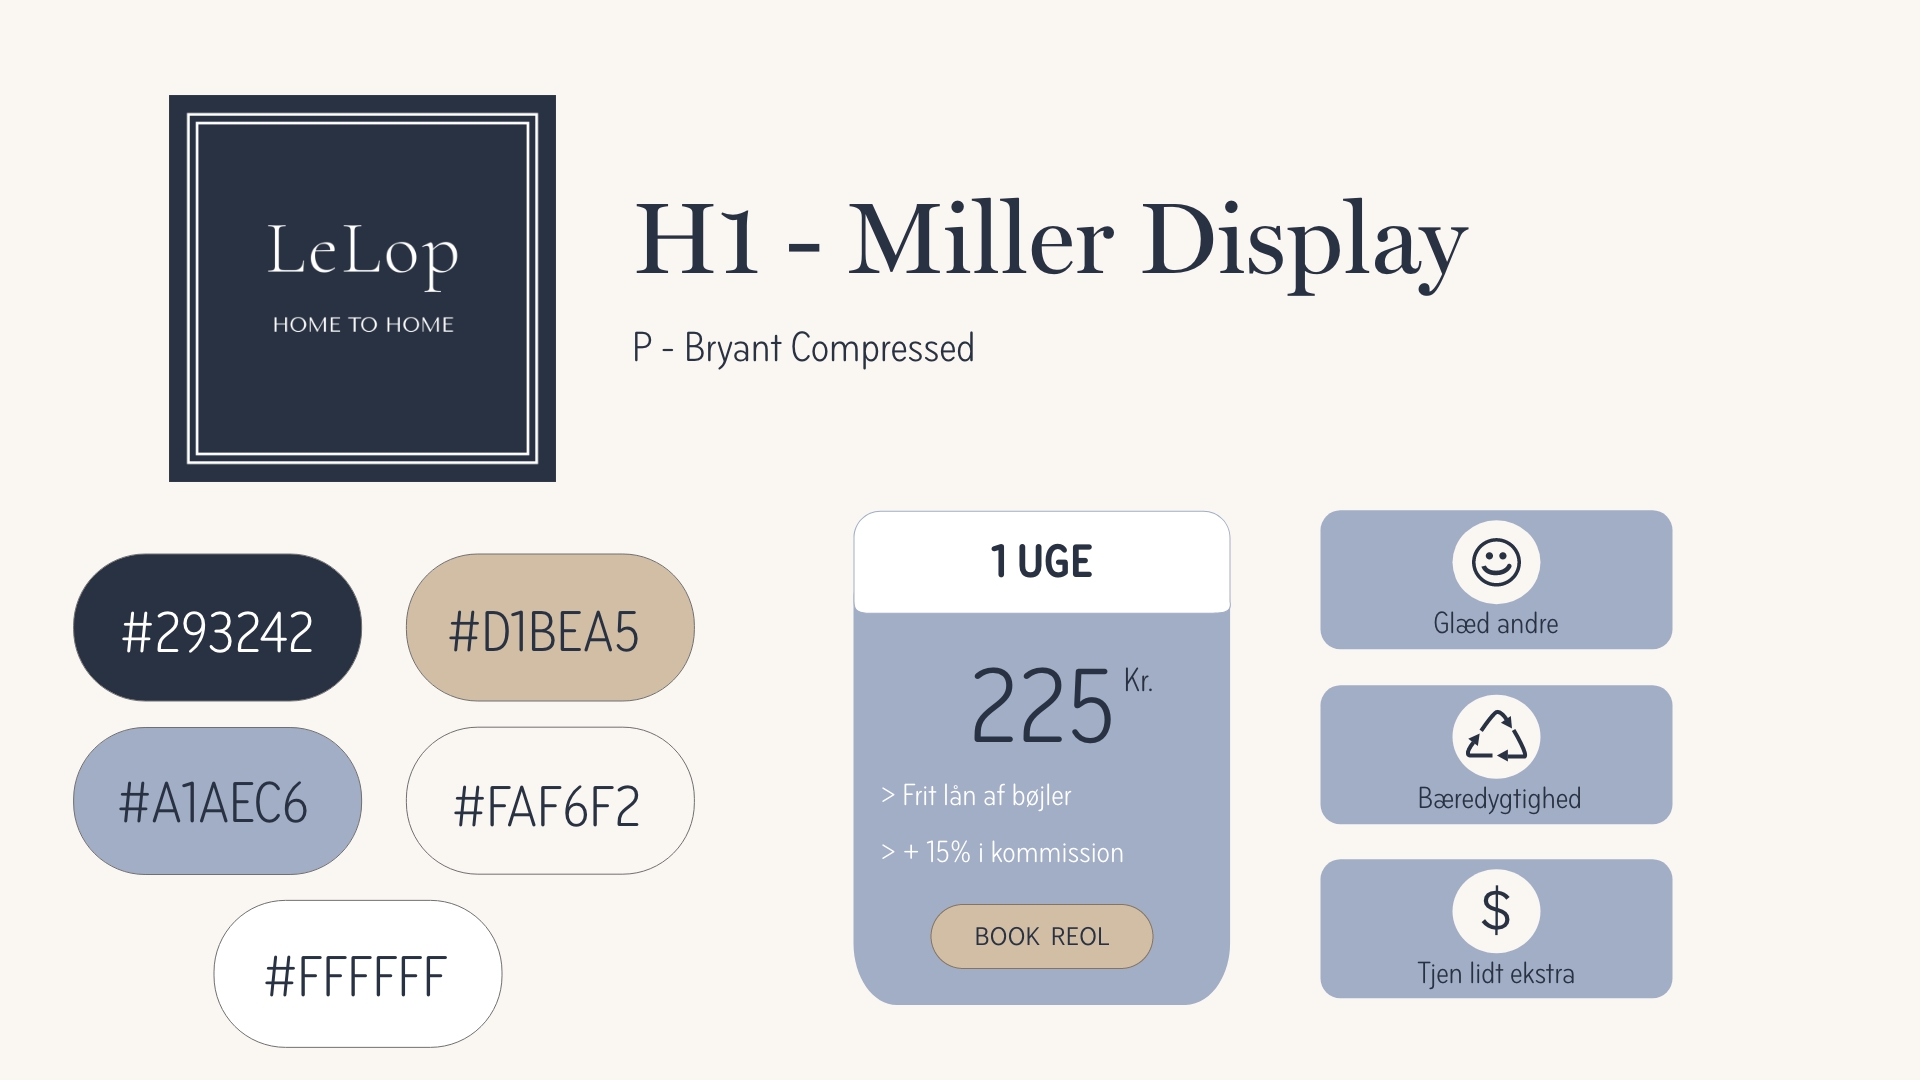 LeLop
HOME TO HOME
H1 - Miller Display
P - Bryant Compressed
#293242
#D1BEA5
#A1AEC6
#FAF6F2
#FFFFFF
1 UGE
225 Kr.
> Frit lån af bøjler
> + 15% i kommission
BOOK REOL
Glæd andre
Bæredygtighed
$
Tjen lidt ekstra